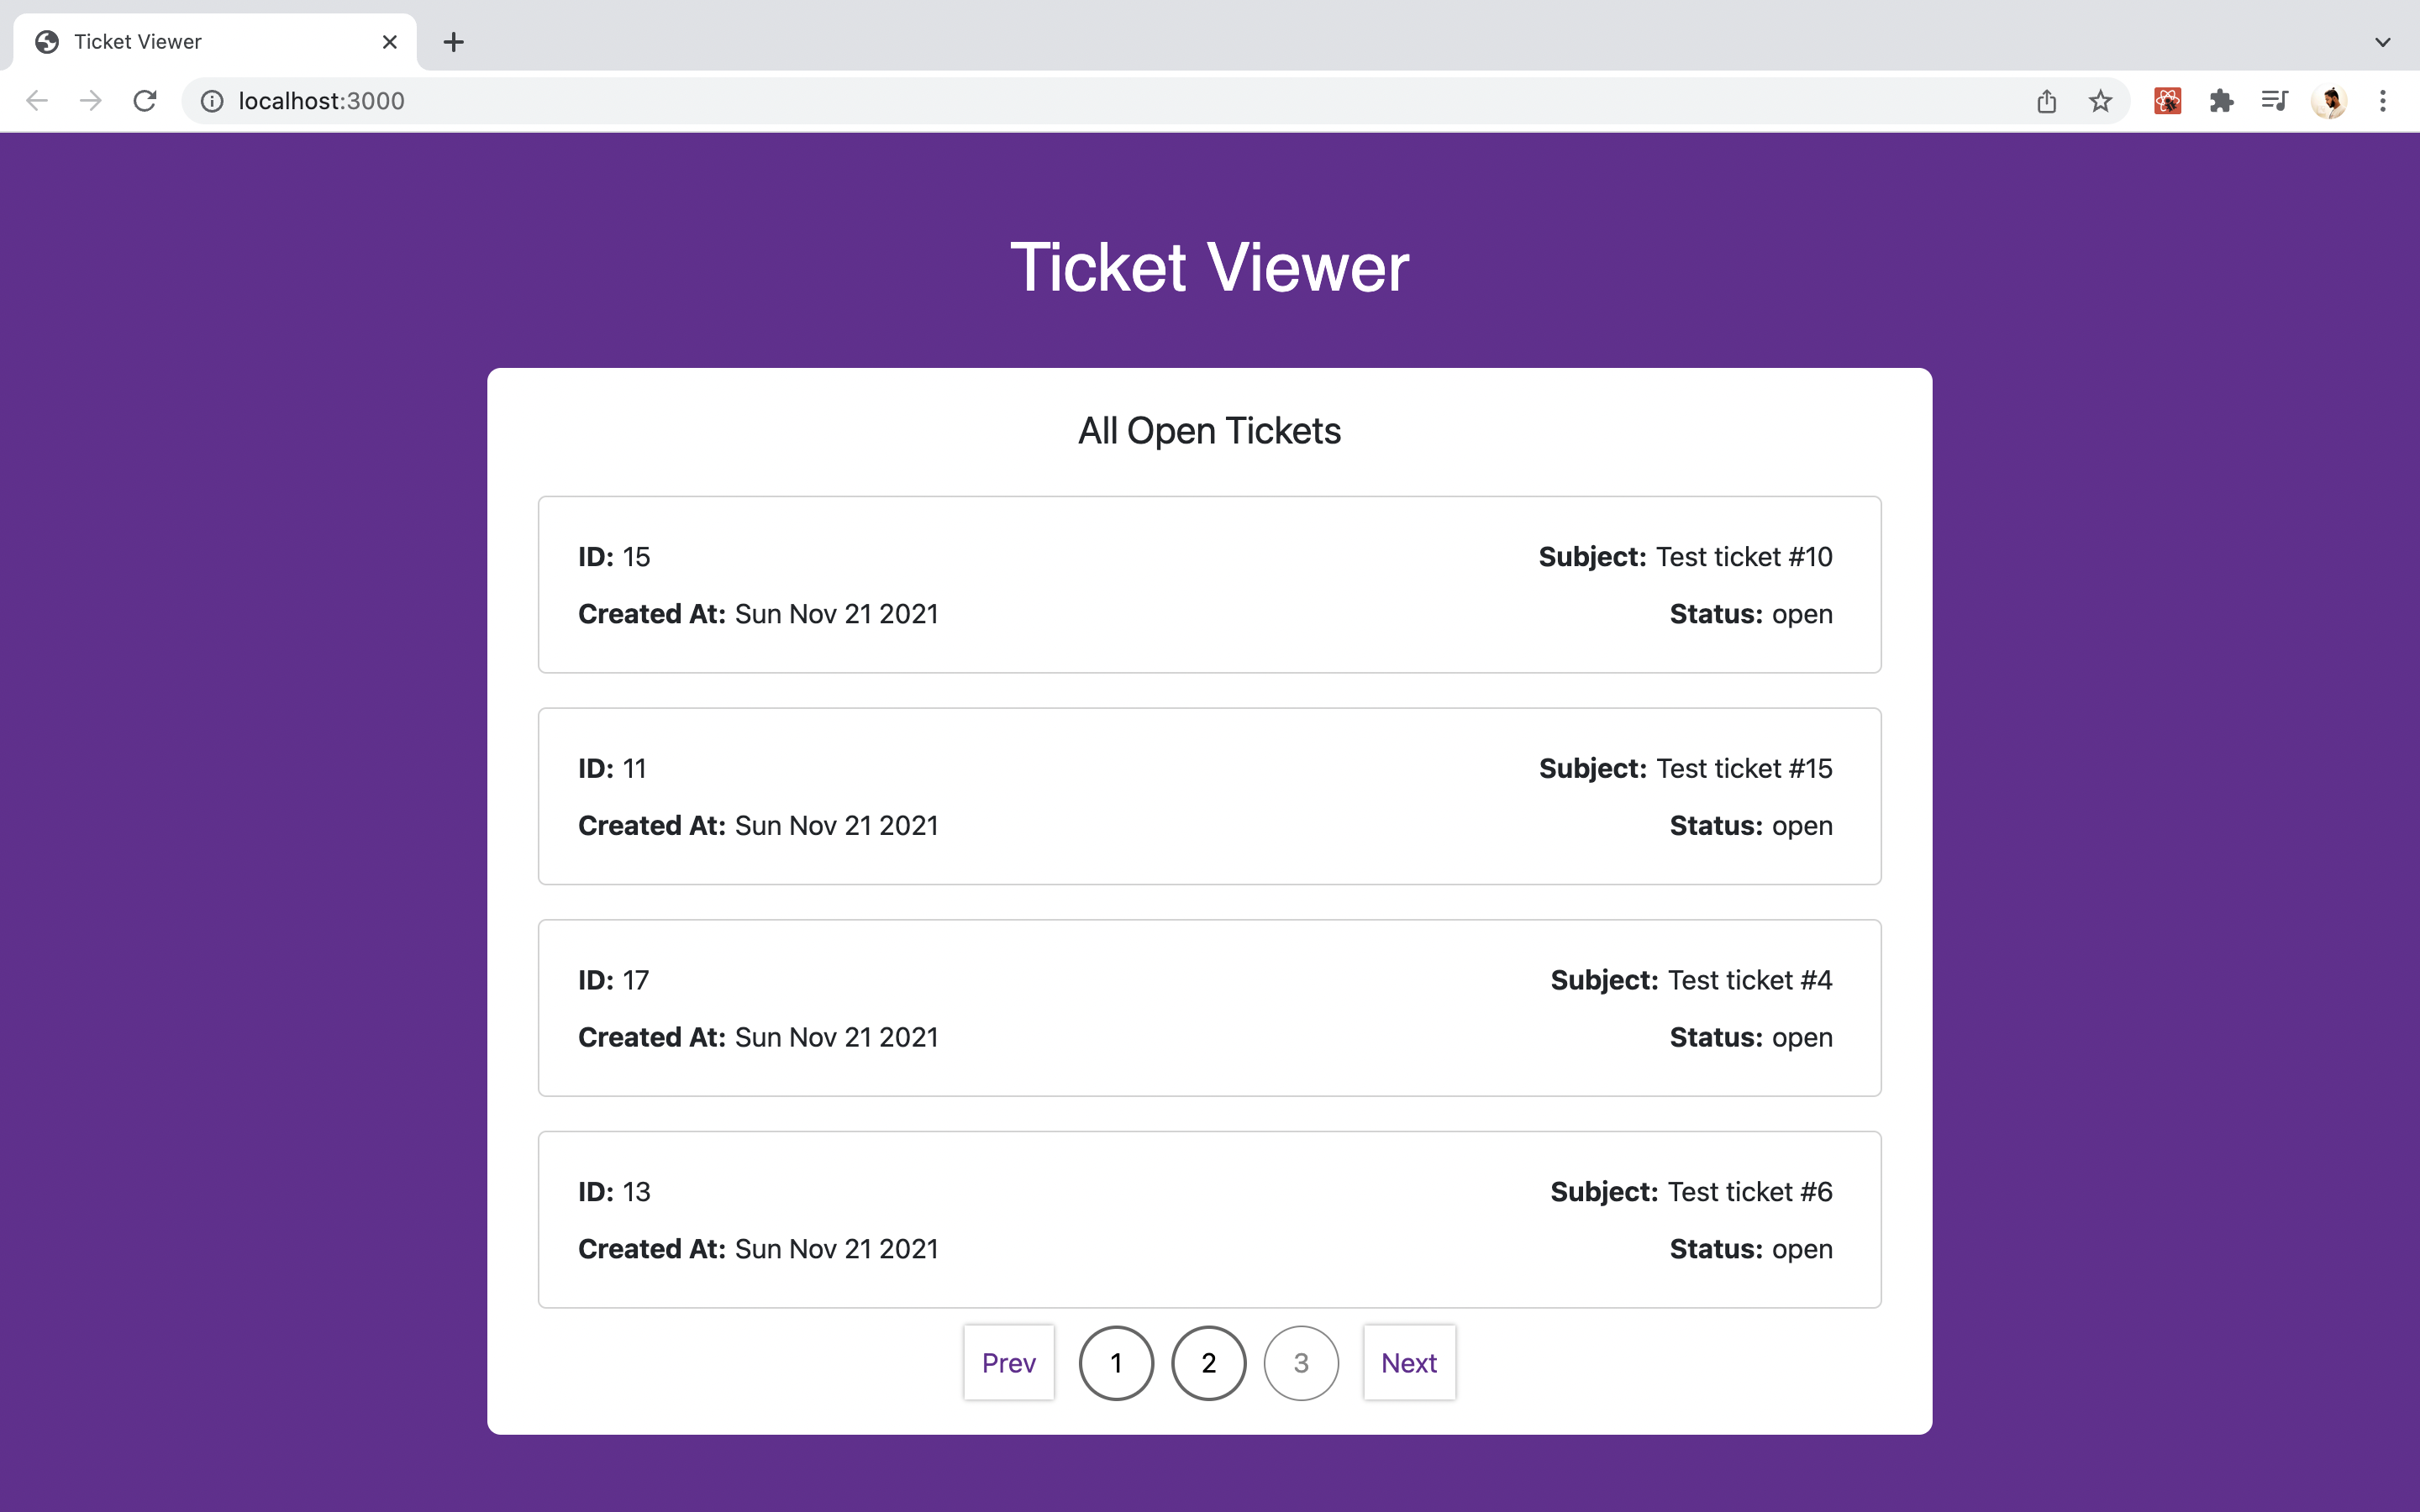 Ticket Viewer
localhost:3000
Ticket Viewer
All Open Tickets
ID: 15
Subject: Test ticket #10
Created At: Sun Nov 21 2021
Status: open
ID: 11
Subject: Test ticket #15
Created At: Sun Nov 21 2021
Status: open
ID: 17
Subject: Test ticket #4
Created At: Sun Nov 21 2021
Status: open
ID: 13
Subject: Test ticket #6
Created At: Sun Nov 21 2021
Status: open
Prev 1 2 3 Next